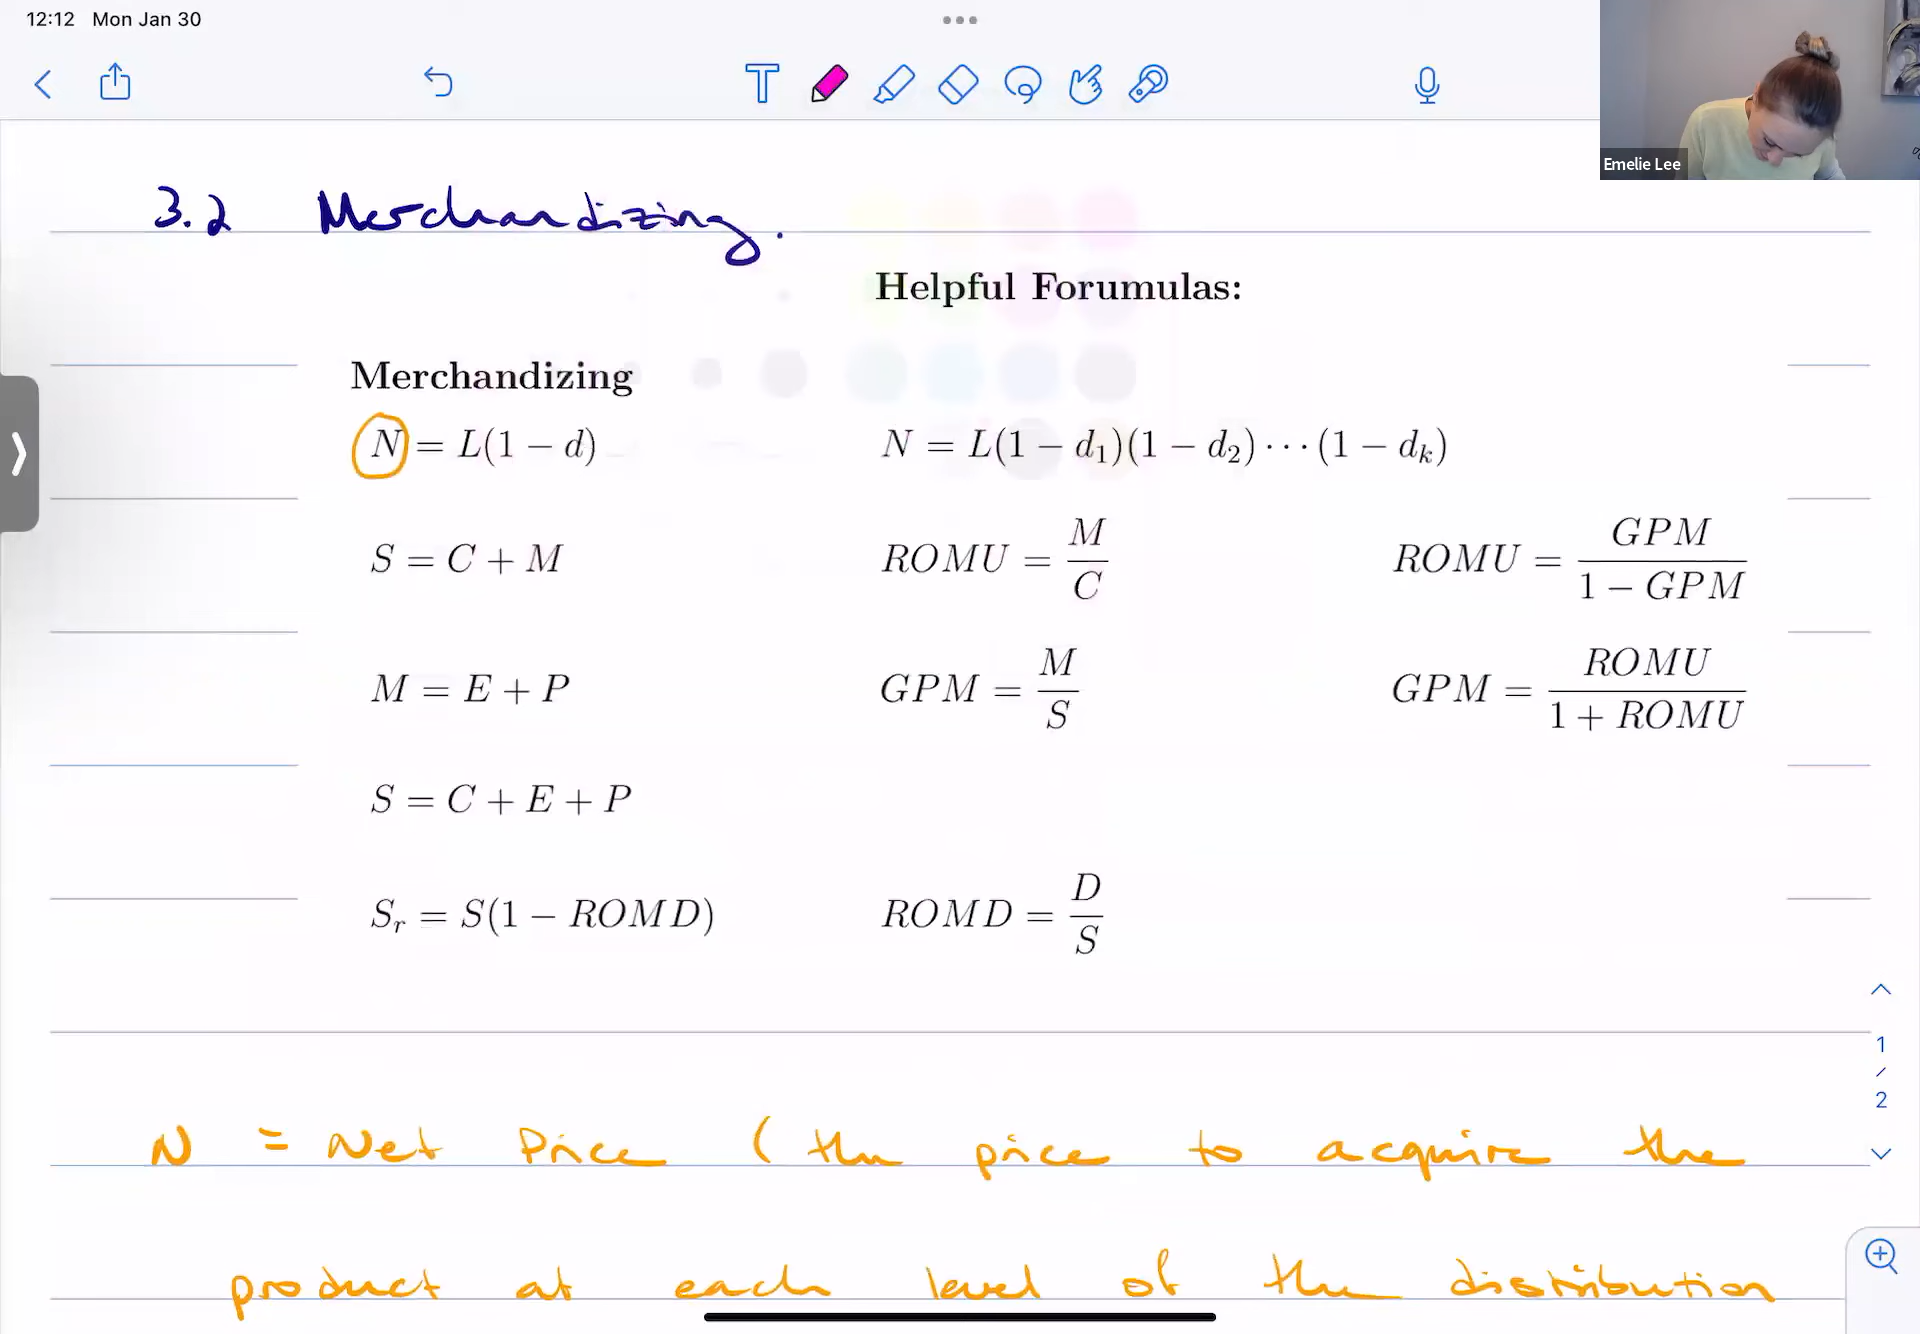 12:12 Mon Jan 30
Emelie Lee
3.2 Merchandizing.
Helpful Forumulas:
Merchandizing
N = L(1 − d)
N = L(1 − d₁)(1 − d₂) ⋯ (1 − dₖ)
S = C + M
ROMU = M/C
ROMU = GPM/(1 − GPM)
M = E + P
GPM = M/S
GPM = ROMU/(1 + ROMU)
S = C + E + P
Sᵣ = S(1 − ROMD)
ROMD = D/S
1
/
2
N = Net Price ( the price to acquire the
product at each level of the distribution